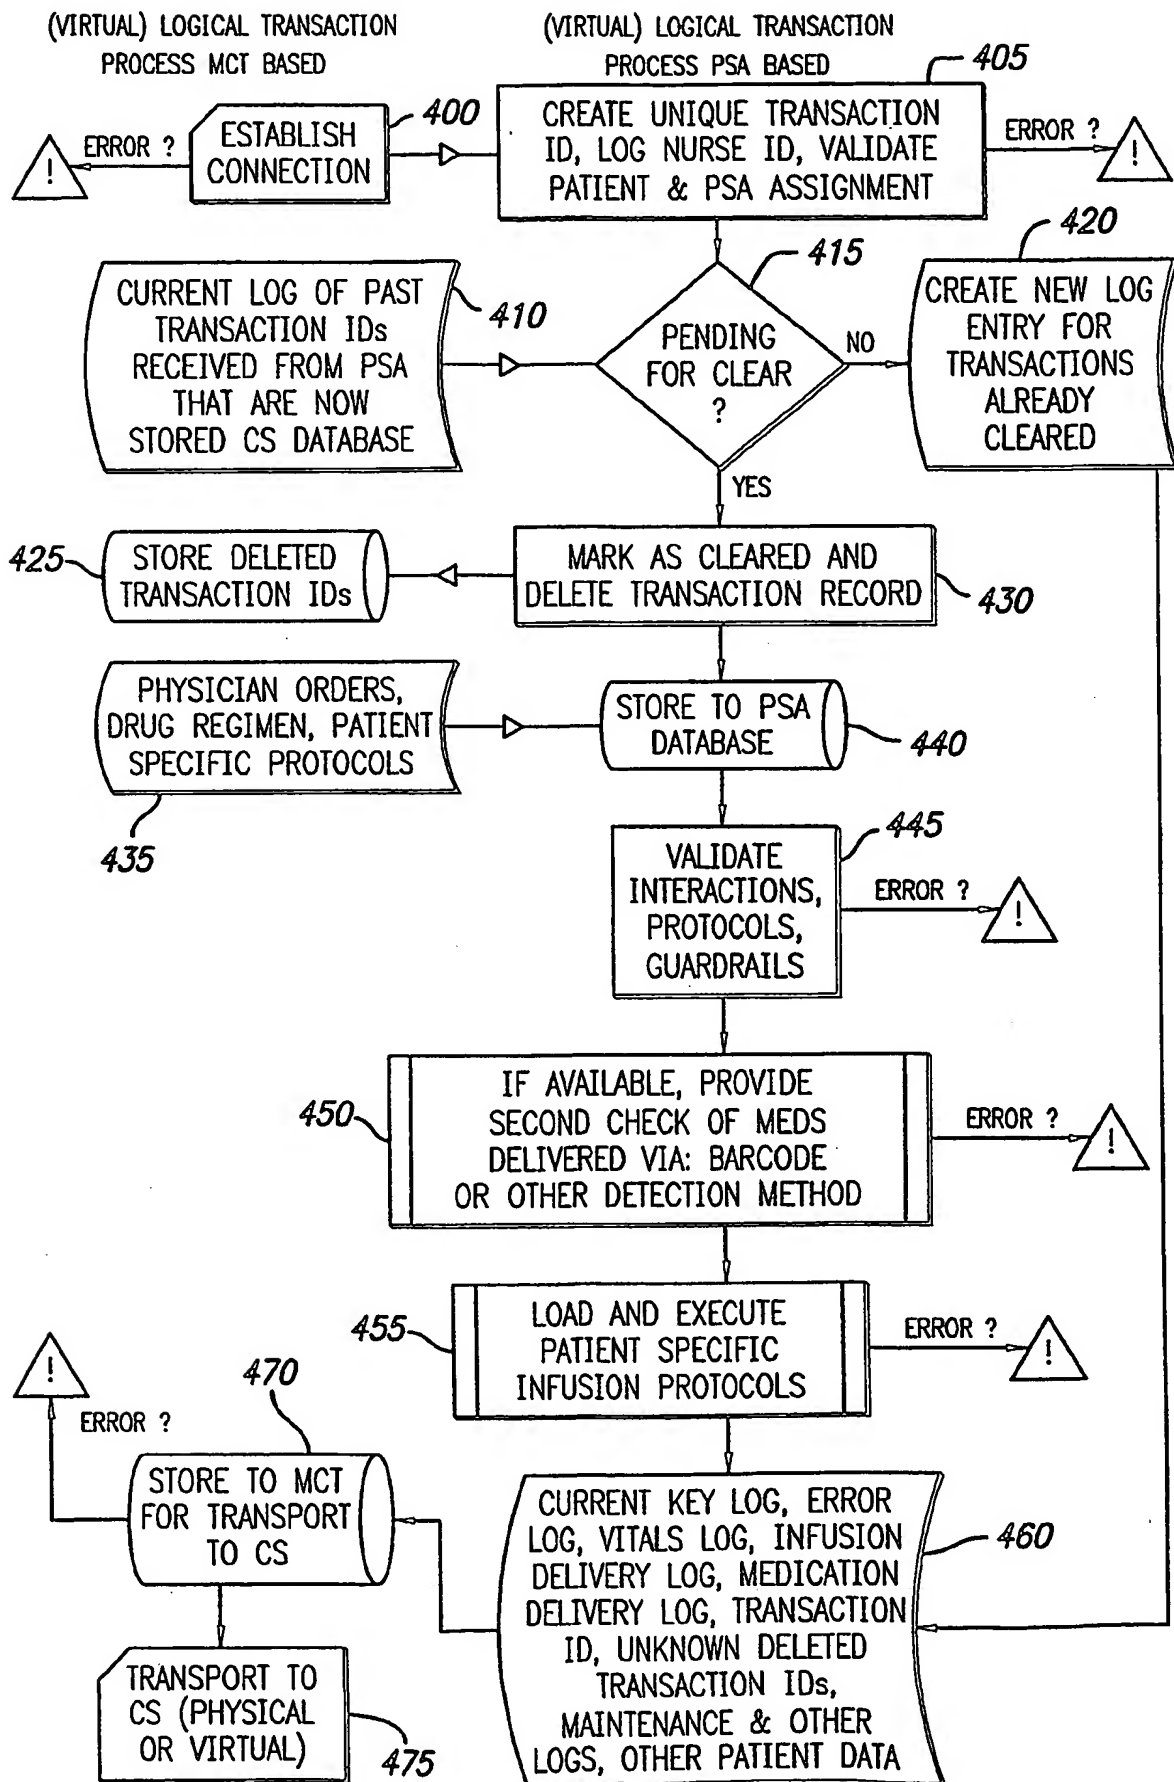 (VIRTUAL) LOGICAL TRANSACTION
PROCESS MCT BASED
(VIRTUAL) LOGICAL TRANSACTION
PROCESS PSA BASED
405
400
ERROR ?
!
ESTABLISH
CONNECTION
CREATE UNIQUE TRANSACTION
ID, LOG NURSE ID, VALIDATE
PATIENT & PSA ASSIGNMENT
ERROR ?
!
420
415
CURRENT LOG OF PAST
TRANSACTION IDs
RECEIVED FROM PSA
THAT ARE NOW
STORED CS DATABASE
410
PENDING
FOR CLEAR
?
NO
CREATE NEW LOG
ENTRY FOR
TRANSACTIONS
ALREADY
CLEARED
YES
425
STORE DELETED
TRANSACTION IDs
MARK AS CLEARED AND
DELETE TRANSACTION RECORD
430
PHYSICIAN ORDERS,
DRUG REGIMEN, PATIENT
SPECIFIC PROTOCOLS
435
STORE TO PSA
DATABASE
440
445
VALIDATE
INTERACTIONS,
PROTOCOLS,
GUARDRAILS
ERROR ?
!
450
IF AVAILABLE, PROVIDE
SECOND CHECK OF MEDS
DELIVERED VIA: BARCODE
OR OTHER DETECTION METHOD
ERROR ?
!
455
LOAD AND EXECUTE
PATIENT SPECIFIC
INFUSION PROTOCOLS
ERROR ?
!
!
ERROR ?
470
STORE TO MCT
FOR TRANSPORT
TO CS
CURRENT KEY LOG, ERROR
LOG, VITALS LOG, INFUSION
DELIVERY LOG, MEDICATION
DELIVERY LOG, TRANSACTION
ID, UNKNOWN DELETED
TRANSACTION IDs,
MAINTENANCE & OTHER
LOGS, OTHER PATIENT DATA
460
TRANSPORT TO
CS (PHYSICAL
OR VIRTUAL)
475